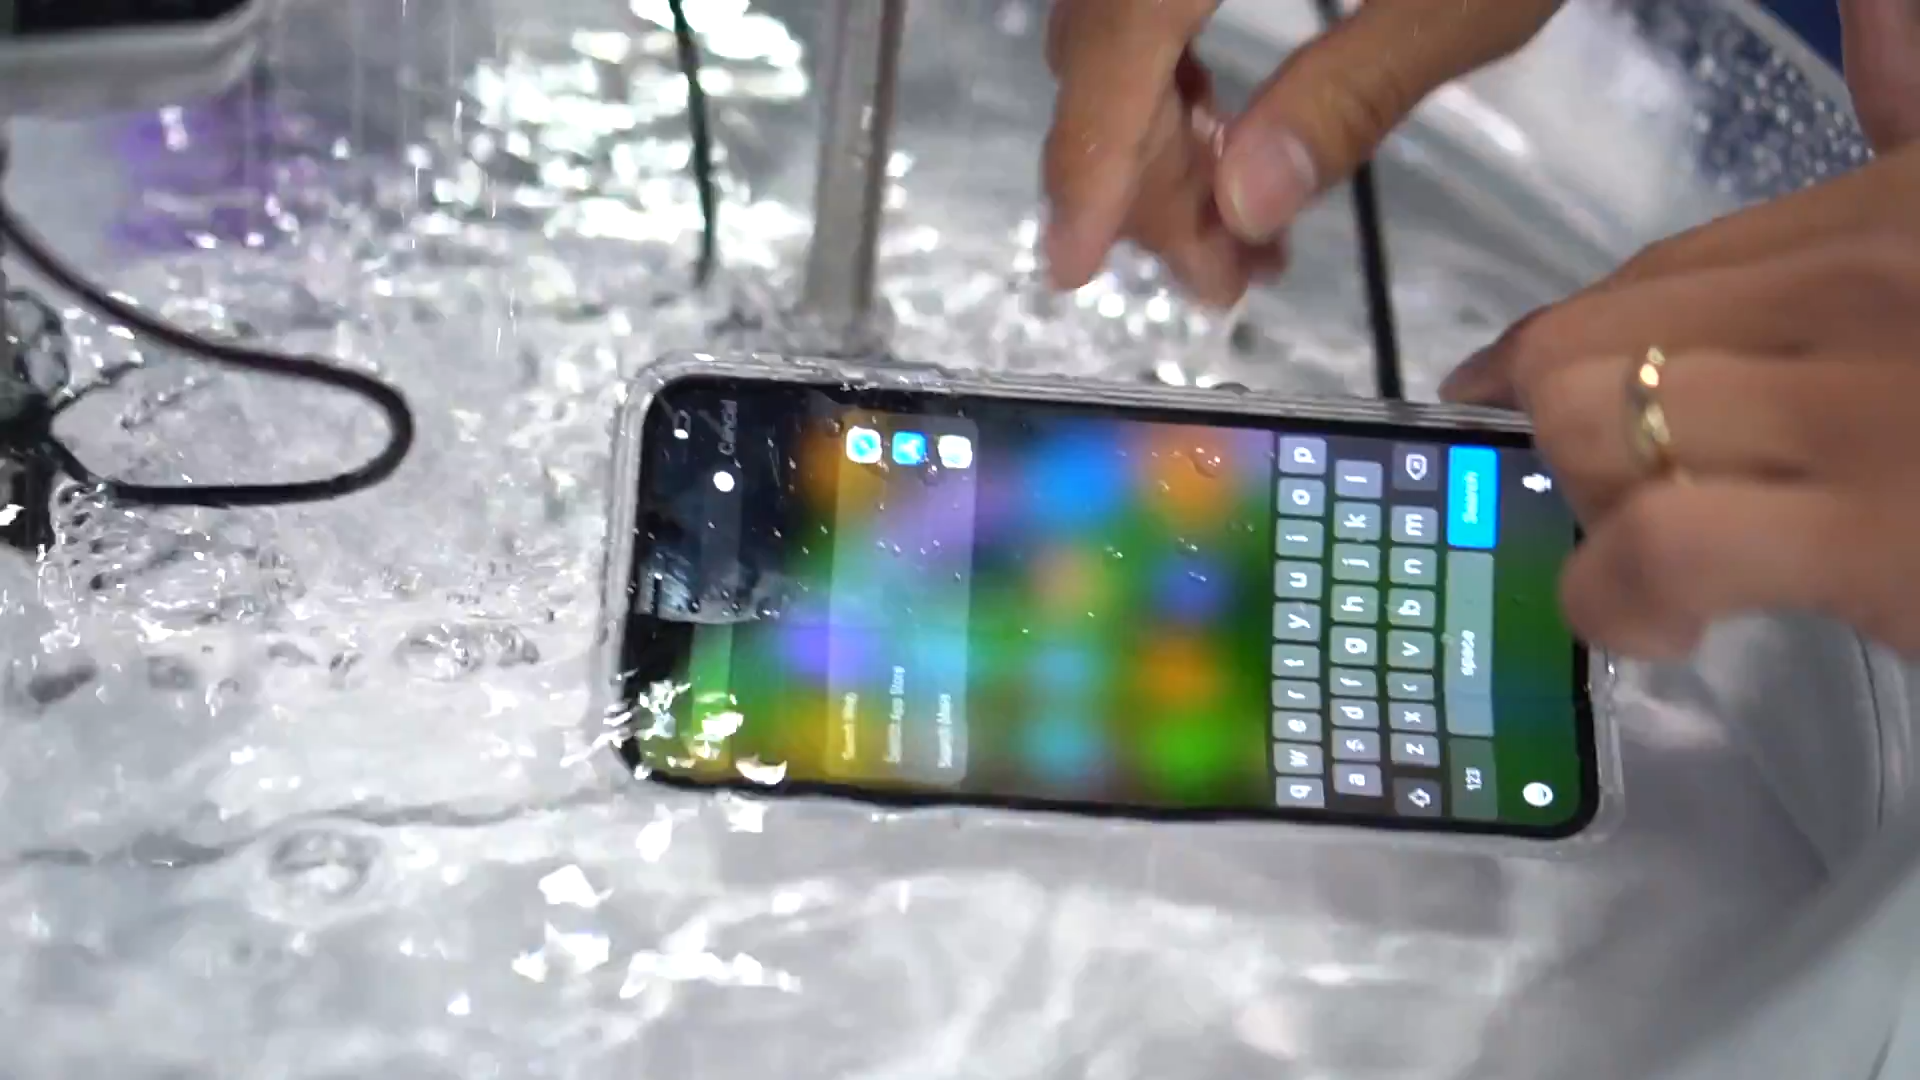 Cancel
Search Web
Search App Store
Search Maps
q w e r t y u i o p
a s d f g h j k l
z x c v b n m
123 space Search